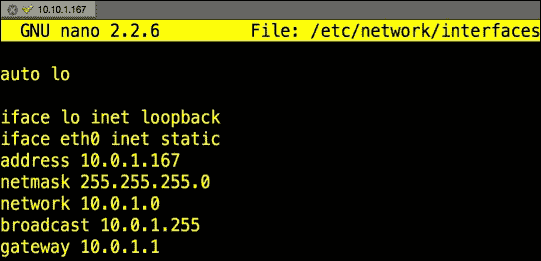 10.10.1.167
GNU nano 2.2.6 File: /etc/network/interfaces
auto lo
iface lo inet loopback
iface eth0 inet static
address 10.0.1.167
netmask 255.255.255.0
network 10.0.1.0
broadcast 10.0.1.255
gateway 10.0.1.1